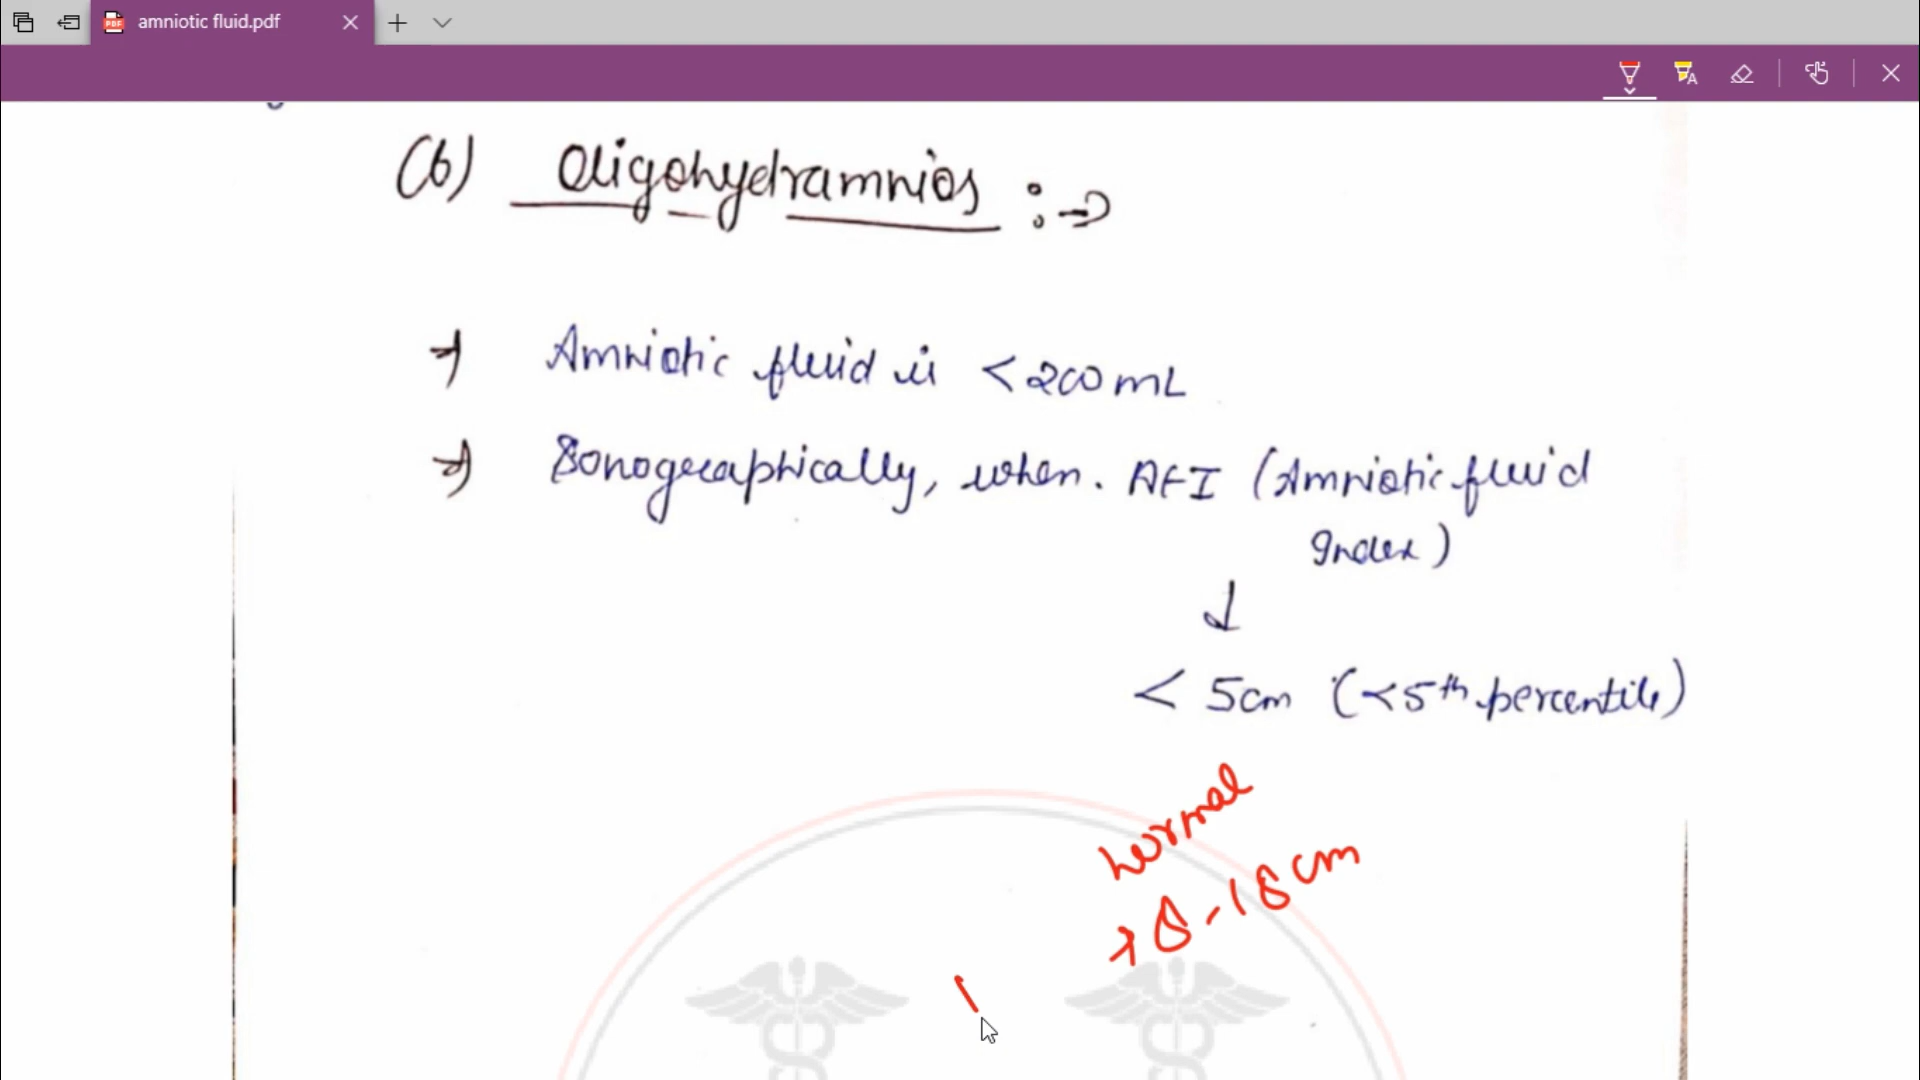 amniotic fluid.pdf
(b) Oligohydramnios :→
→ Amniotic fluid is < 200 mL
→ Sonographically, when. AFI (Amniotic fluid
Index)
↓
< 5cm (<5th percentile)
Normal
→ 8-18 cm